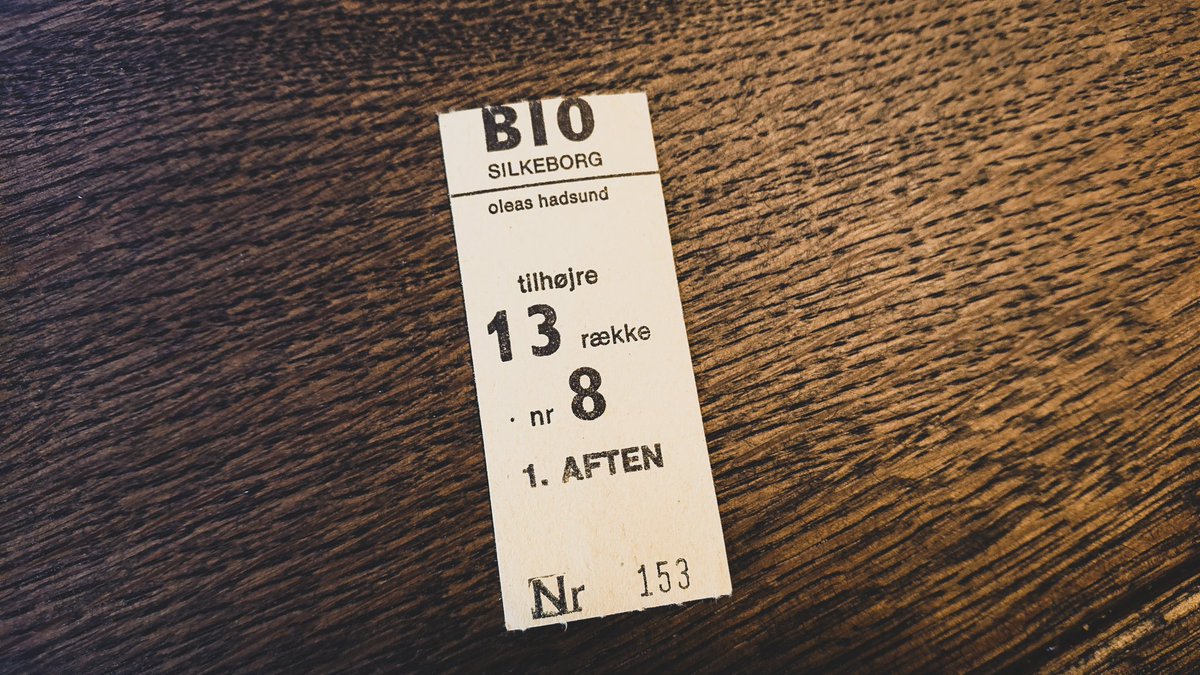 BIO
SILKEBORG
oleas hadsund
tilhøjre
13 række
nr 8
1. AFTEN
Nr 153